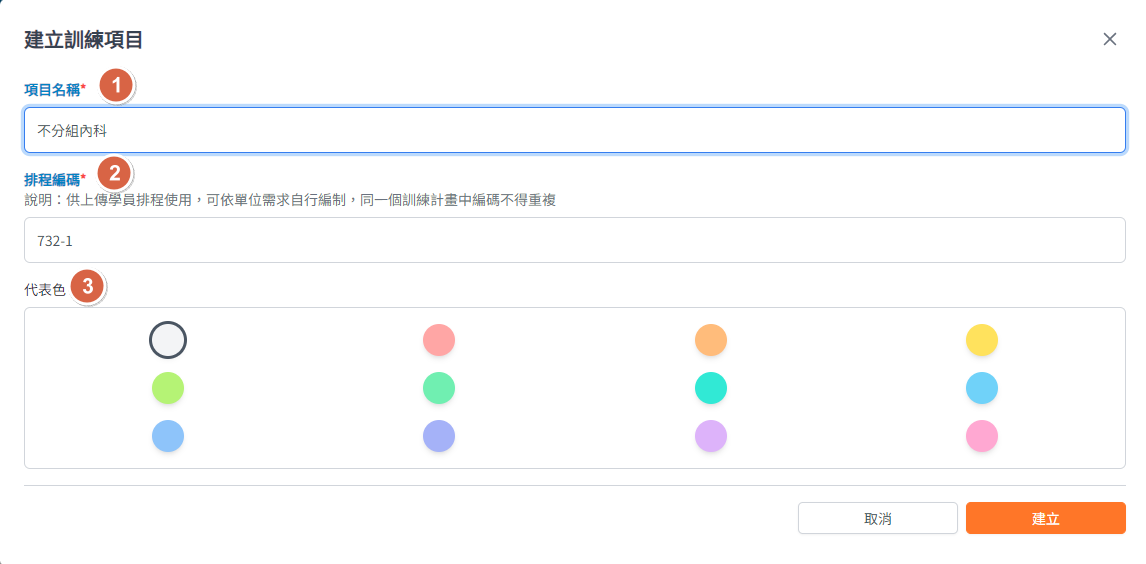 建立訓練項目
項目名稱* 1
不分組內科
排程編碼* 2
說明：供上傳學員排程使用，可依單位需求自行編制，同一個訓練計畫中編碼不得重複
732-1
代表色 3
取消 建立